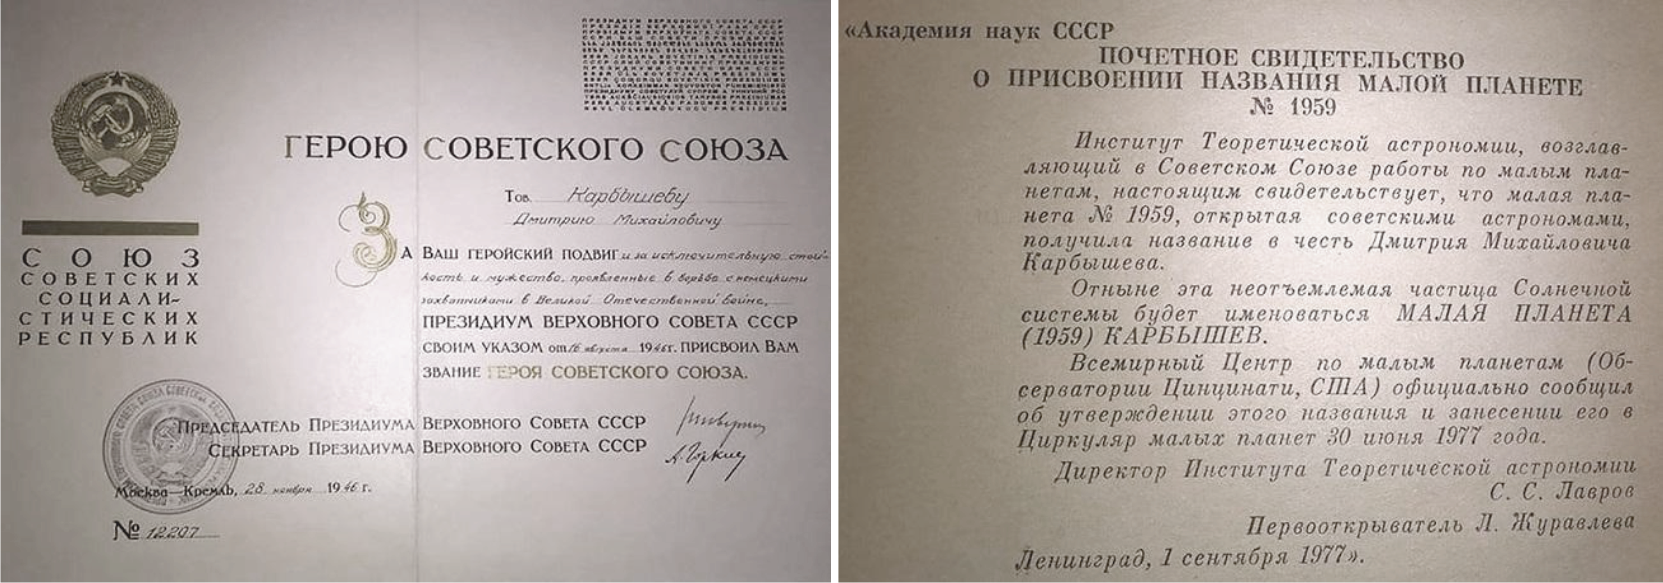 ПРЕЗИДИУМ ВЕРХОВНОГО СОВЕТА СССР
СОЮЗ
СОВЕТСКИХ
СОЦИАЛИ-
СТИЧЕСКИХ
РЕСПУБЛИК
ГЕРОЮ СОВЕТСКОГО СОЮЗА
Тов. Карбышеву
Дмитрию Михайловичу
ЗА ВАШ ГЕРОЙСКИЙ ПОДВИГ и за исключительную стой-
кость и мужество, проявленные в борьбе с немецкими
захватчиками в Великой Отечественной Войне,
ПРЕЗИДИУМ ВЕРХОВНОГО СОВЕТА СССР
СВОИМ УКАЗОМ от 16 августа 1946 г. ПРИСВОИЛ ВАМ
ЗВАНИЕ ГЕРОЯ СОВЕТСКОГО СОЮЗА.
ПРЕДСЕДАТЕЛЬ ПРЕЗИДИУМА ВЕРХОВНОГО СОВЕТА СССР
СЕКРЕТАРЬ ПРЕЗИДИУМА ВЕРХОВНОГО СОВЕТА СССР
А. Горкин
Москва—Кремль, 28 ноября 1946 г.
№ 12207
«Академия наук СССР
ПОЧЕТНОЕ СВИДЕТЕЛЬСТВО
О ПРИСВОЕНИИ НАЗВАНИЯ МАЛОЙ ПЛАНЕТЕ
№ 1959
Институт Теоретической астрономии, возглав-
ляющий в Советском Союзе работы по малым пла-
нетам, настоящим свидетельствует, что малая пла-
нета № 1959, открытая советскими астрономами,
получила название в честь Дмитрия Михайловича
Карбышева.
Отныне эта неотъемлемая частица Солнечной
системы будет именоваться МАЛАЯ ПЛАНЕТА
(1959) КАРБЫШЕВ.
Всемирный Центр по малым планетам (Об-
серватории Цинцинати, США) официально сообщил
об утверждении этого названия и занесении его в
Циркуляр малых планет 30 июня 1977 года.
Директор Института Теоретической астрономии
С. С. Лавров
Первооткрыватель Л. Журавлева
Ленинград, 1 сентября 1977».